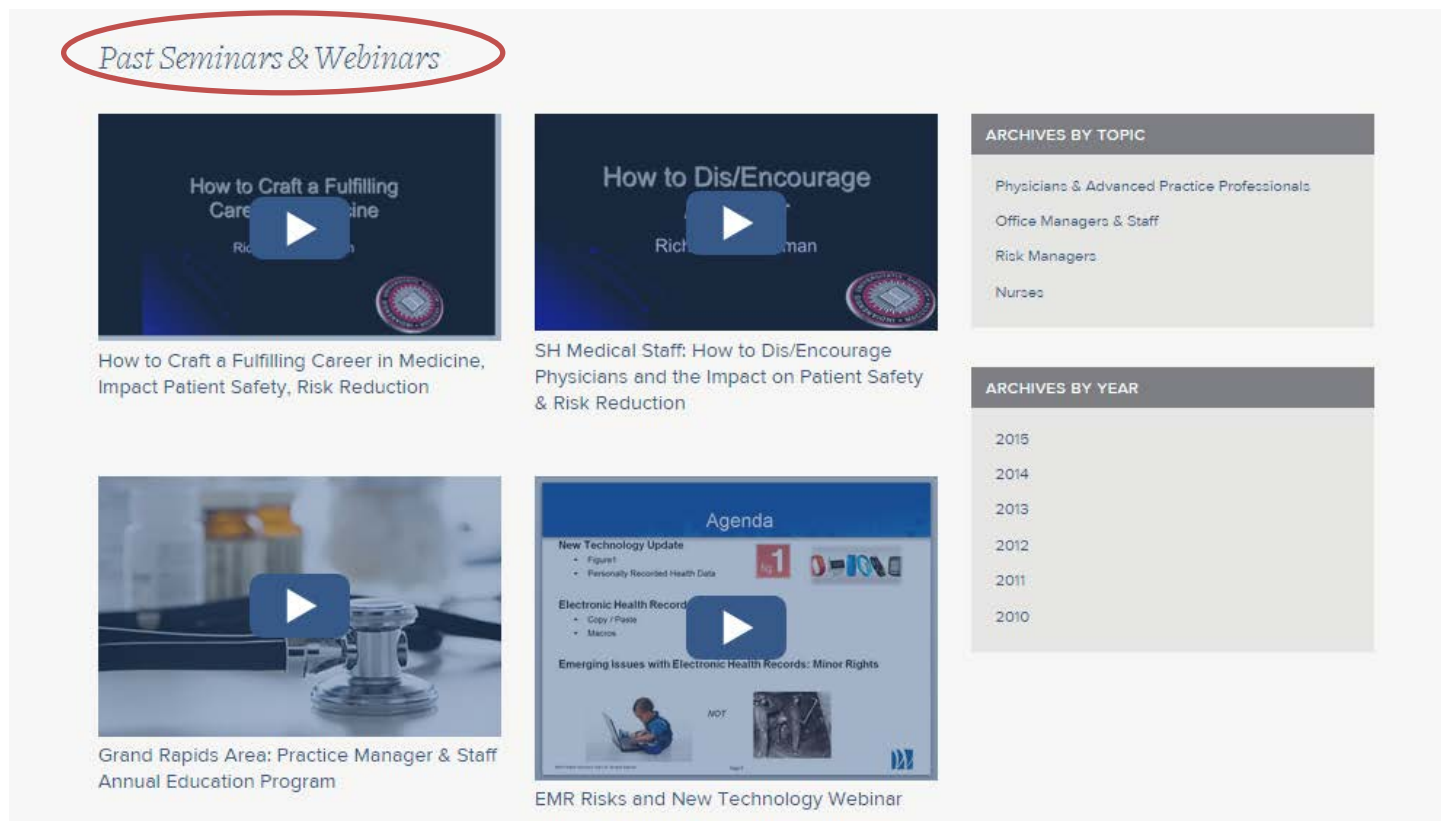 Past Seminars & Webinars
How to Craft a Fulfilling
How to Craft a Fulfilling Career in Medicine,
Impact Patient Safety, Risk Reduction
How to Dis/Encourage
SH Medical Staff: How to Dis/Encourage
Physicians and the Impact on Patient Safety
& Risk Reduction
Grand Rapids Area: Practice Manager & Staff
Annual Education Program
Agenda
New Technology Update
• Figure1
• Personally Recorded Health Data
fig 1
Electronic Health Record
• Copy / Paste
• Macros
Emerging Issues with Electronic Health Records: Minor Rights
NOT
EMR Risks and New Technology Webinar
ARCHIVES BY TOPIC
Physicians & Advanced Practice Professionals
Office Managers & Staff
Risk Managers
Nurses
ARCHIVES BY YEAR
2015
2014
2013
2012
2011
2010